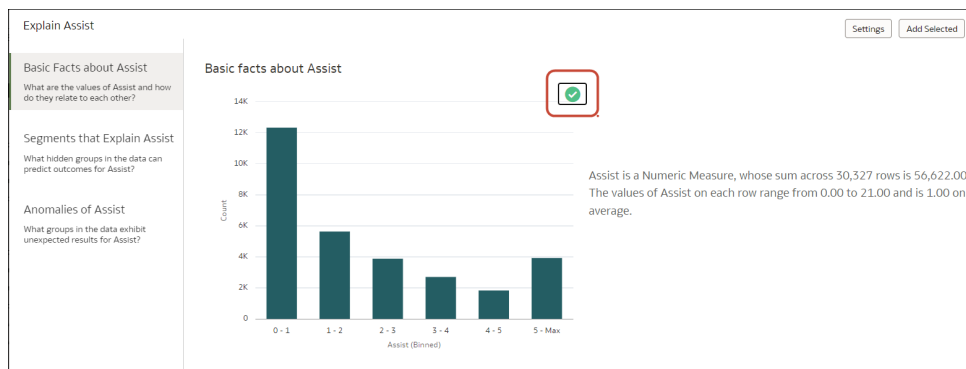 Explain Assist
Settings
Add Selected
Basic Facts about Assist
What are the values of Assist and how
do they relate to each other?
Segments that Explain Assist
What hidden groups in the data can
predict outcomes for Assist?
Anomalies of Assist
What groups in the data exhibit
unexpected results for Assist?
Basic facts about Assist
14K
12K
10K
8K
6K
4K
2K
0
Count
0 - 1
1 - 2
2 - 3
3 - 4
4 - 5
5 - Max
Assist (Binned)
Assist is a Numeric Measure, whose sum across 30,327 rows is 56,622.00
The values of Assist on each row range from 0.00 to 21.00 and is 1.00 on
average.